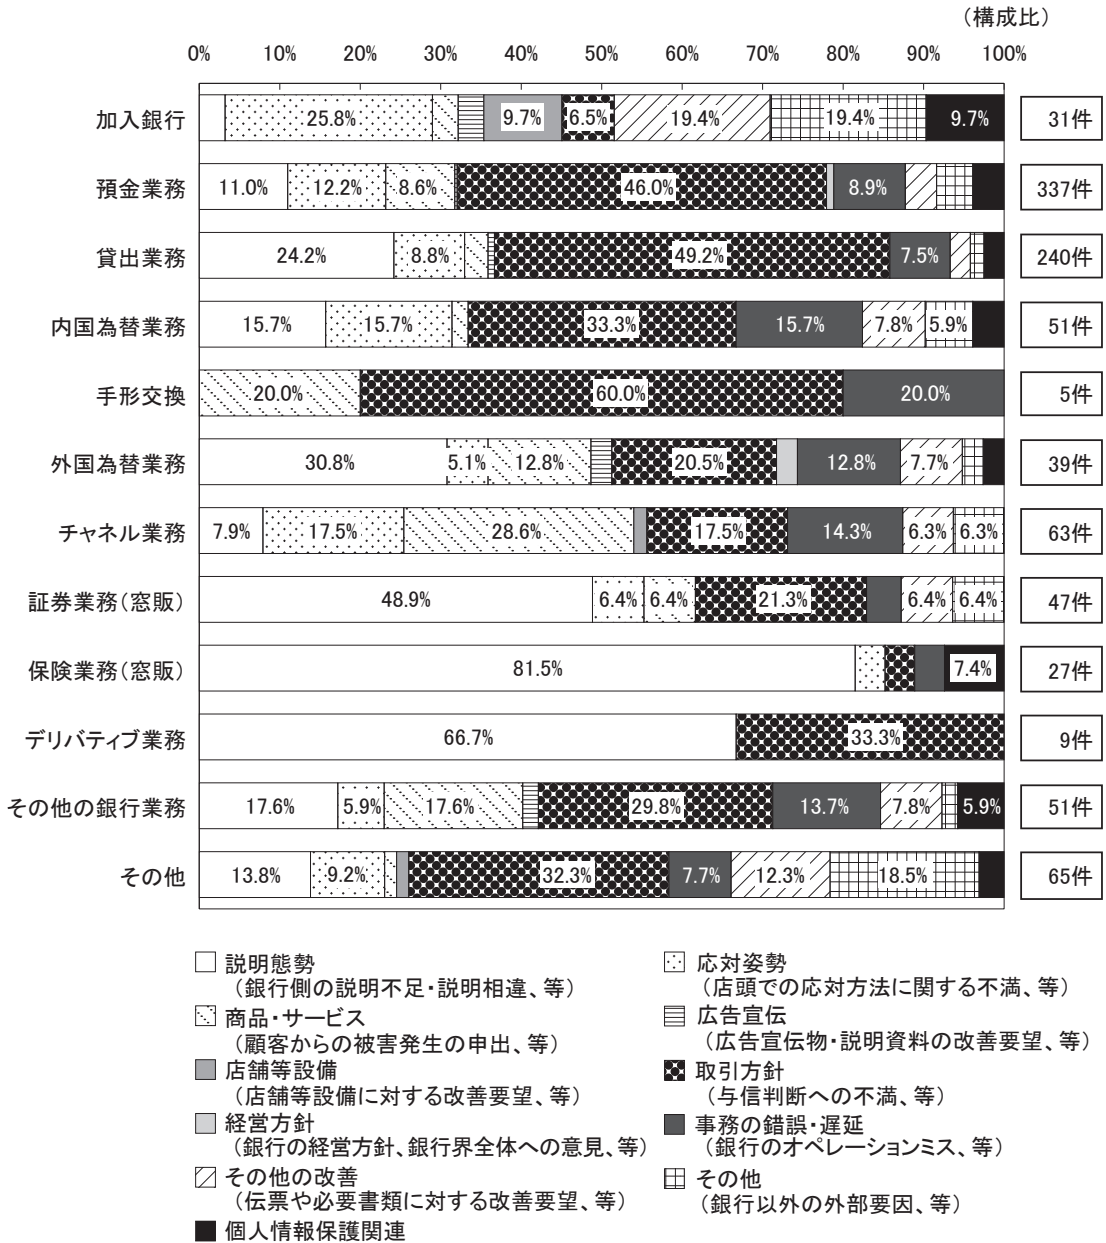 （構成比）
0% 10% 20% 30% 40% 50% 60% 70% 80% 90% 100%
加入銀行 25.8% 9.7% 6.5% 19.4% 19.4% 9.7% 31件
預金業務 11.0% 12.2% 8.6% 46.0% 8.9% 337件
貸出業務 24.2% 8.8% 49.2% 7.5% 240件
内国為替業務 15.7% 15.7% 33.3% 15.7% 7.8% 5.9% 51件
手形交換 20.0% 60.0% 20.0% 5件
外国為替業務 30.8% 5.1% 12.8% 20.5% 12.8% 7.7% 39件
チャネル業務 7.9% 17.5% 28.6% 17.5% 14.3% 6.3% 6.3% 63件
証券業務（窓販） 48.9% 6.4% 6.4% 21.3% 6.4% 6.4% 47件
保険業務（窓販） 81.5% 7.4% 27件
デリバティブ業務 66.7% 33.3% 9件
その他の銀行業務 17.6% 5.9% 17.6% 29.8% 13.7% 7.8% 5.9% 51件
その他 13.8% 9.2% 32.3% 7.7% 12.3% 18.5% 65件
説明態勢 応対姿勢
（銀行側の説明不足・説明相違、等） （店頭での応対方法に関する不満、等）
商品・サービス 広告宣伝
（顧客からの被害発生の申出、等） （広告宣伝物・説明資料の改善要望、等）
店舗等設備 取引方針
（店舗等設備に対する改善要望、等） （与信判断への不満、等）
経営方針 事務の錯誤・遅延
（銀行の経営方針、銀行界全体への意見、等） （銀行のオペレーションミス、等）
その他の改善 その他
（伝票や必要書類に対する改善要望、等） （銀行以外の外部要因、等）
個人情報保護関連